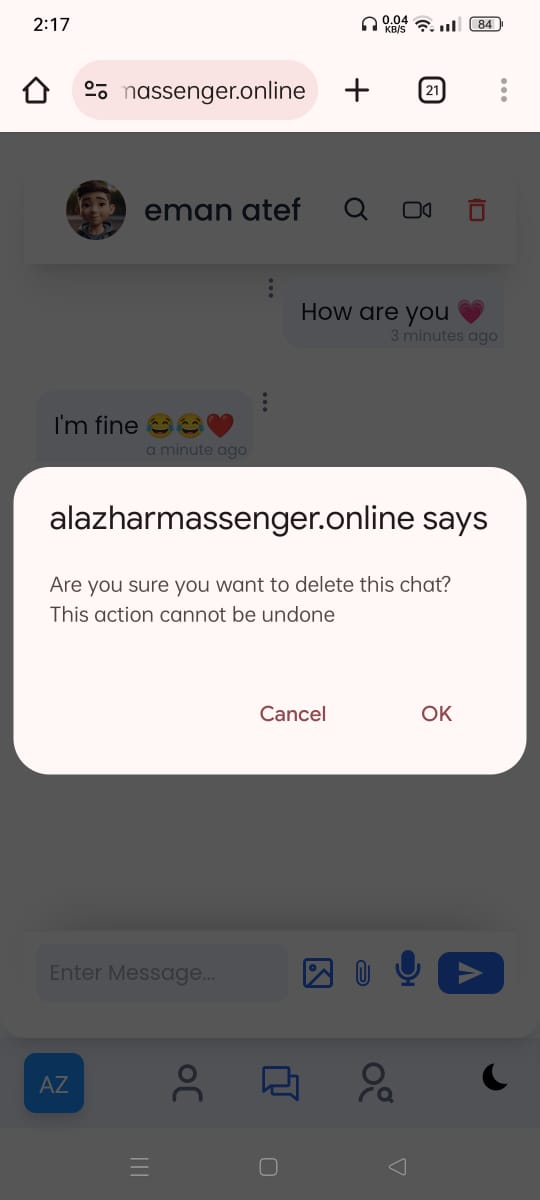 2:17
0.04
KB/S
84
massenger.online
21
eman atef
How are you 💗
3 minutes ago
I'm fine 😂😂❤️
a minute ago
alazharmassenger.online says
Are you sure you want to delete this chat?
This action cannot be undone
Cancel
OK
Enter Message...
AZ